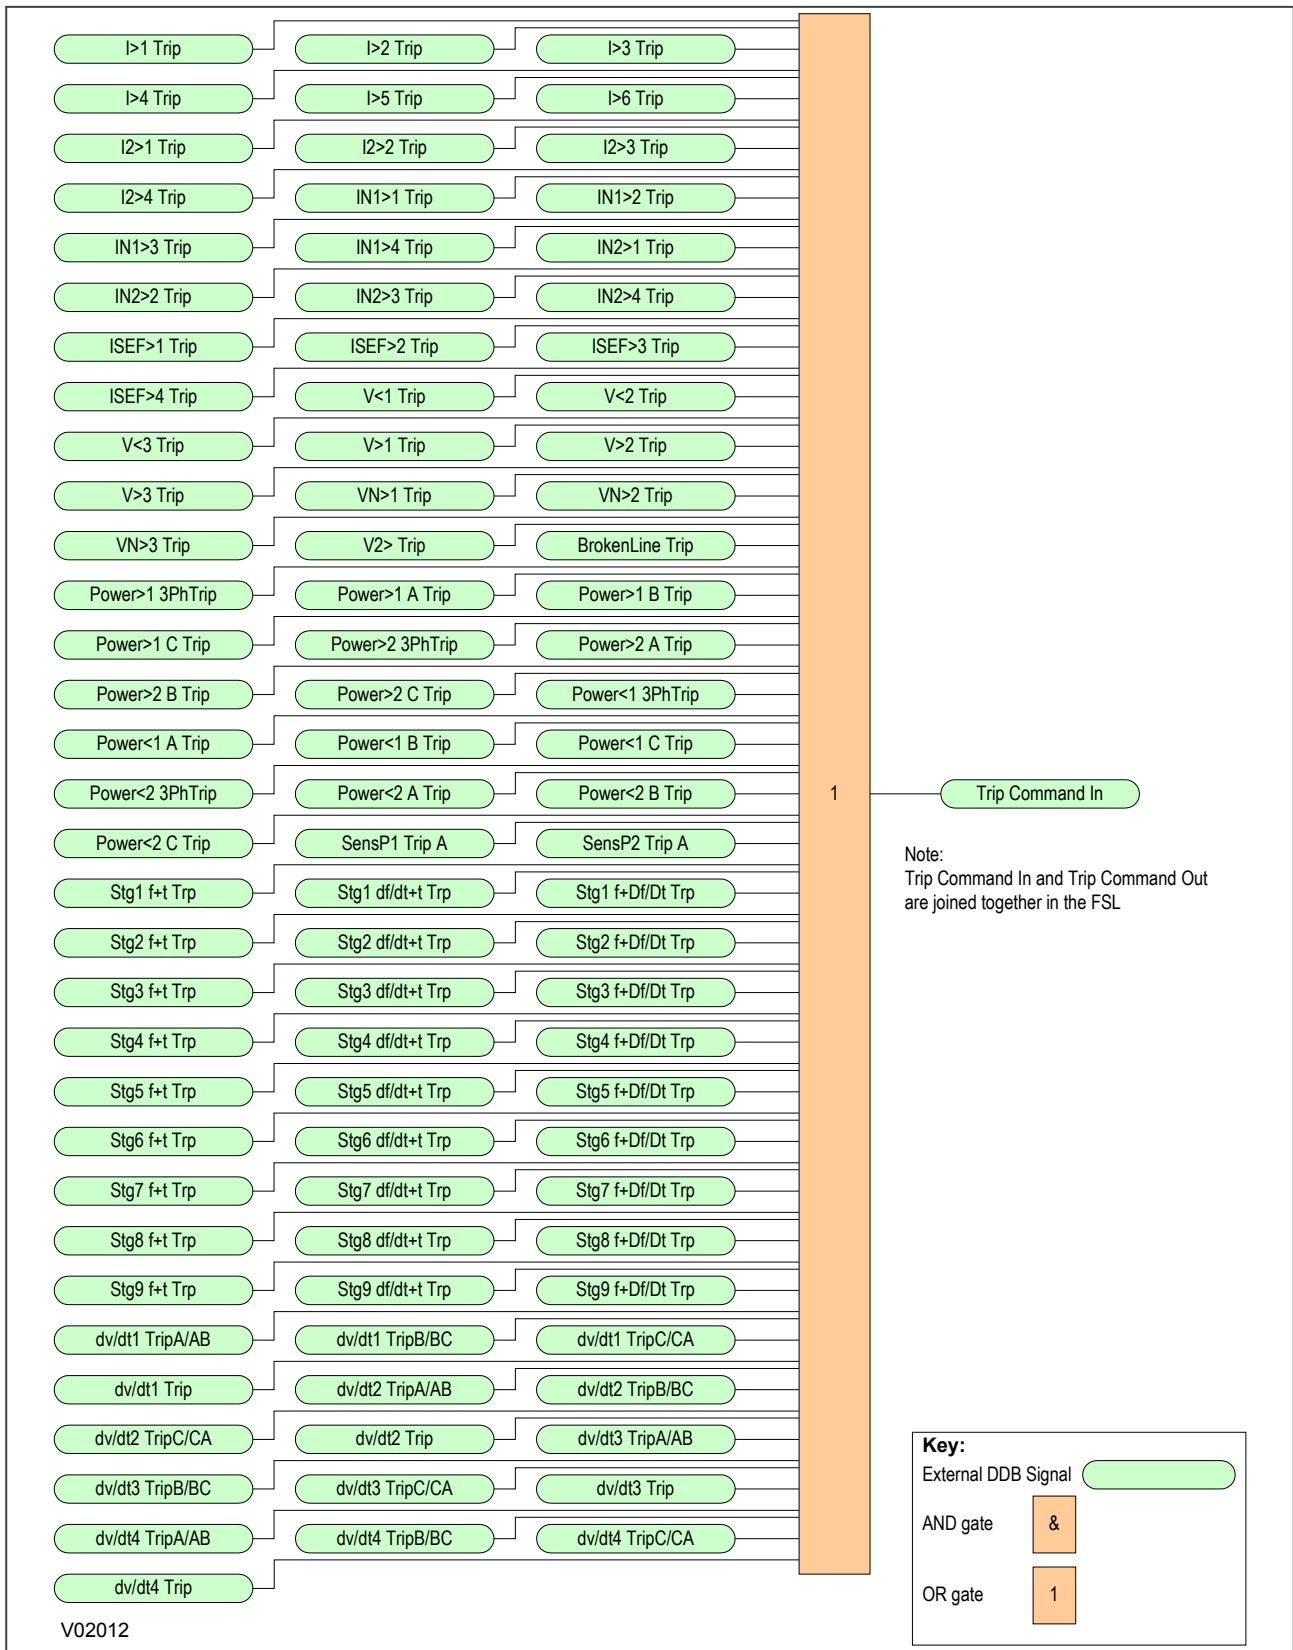 I>1 Trip I>2 Trip I>3 Trip
I>4 Trip I>5 Trip I>6 Trip
I2>1 Trip I2>2 Trip I2>3 Trip
I2>4 Trip IN1>1 Trip IN1>2 Trip
IN1>3 Trip IN1>4 Trip IN2>1 Trip
IN2>2 Trip IN2>3 Trip IN2>4 Trip
ISEF>1 Trip ISEF>2 Trip ISEF>3 Trip
ISEF>4 Trip V<1 Trip V<2 Trip
V<3 Trip V>1 Trip V>2 Trip
V>3 Trip VN>1 Trip VN>2 Trip
VN>3 Trip V2> Trip BrokenLine Trip
Power>1 3PhTrip Power>1 A Trip Power>1 B Trip
Power>1 C Trip Power>2 3PhTrip Power>2 A Trip
Power>2 B Trip Power>2 C Trip Power<1 3PhTrip
Power<1 A Trip Power<1 B Trip Power<1 C Trip
Power<2 3PhTrip Power<2 A Trip Power<2 B Trip 1 Trip Command In
Power<2 C Trip SensP1 Trip A SensP2 Trip A
Note:
Trip Command In and Trip Command Out
are joined together in the FSL
Stg1 f+t Trp Stg1 df/dt+t Trp Stg1 f+Df/Dt Trp
Stg2 f+t Trp Stg2 df/dt+t Trp Stg2 f+Df/Dt Trp
Stg3 f+t Trp Stg3 df/dt+t Trp Stg3 f+Df/Dt Trp
Stg4 f+t Trp Stg4 df/dt+t Trp Stg4 f+Df/Dt Trp
Stg5 f+t Trp Stg5 df/dt+t Trp Stg5 f+Df/Dt Trp
Stg6 f+t Trp Stg6 df/dt+t Trp Stg6 f+Df/Dt Trp
Stg7 f+t Trp Stg7 df/dt+t Trp Stg7 f+Df/Dt Trp
Stg8 f+t Trp Stg8 df/dt+t Trp Stg8 f+Df/Dt Trp
Stg9 f+t Trp Stg9 df/dt+t Trp Stg9 f+Df/Dt Trp
dv/dt1 TripA/AB dv/dt1 TripB/BC dv/dt1 TripC/CA
dv/dt1 Trip dv/dt2 TripA/AB dv/dt2 TripB/BC
dv/dt2 TripC/CA dv/dt2 Trip dv/dt3 TripA/AB
dv/dt3 TripB/BC dv/dt3 TripC/CA dv/dt3 Trip
dv/dt4 TripA/AB dv/dt4 TripB/BC dv/dt4 TripC/CA
dv/dt4 Trip
Key:
External DDB Signal
AND gate &
OR gate 1
V02012